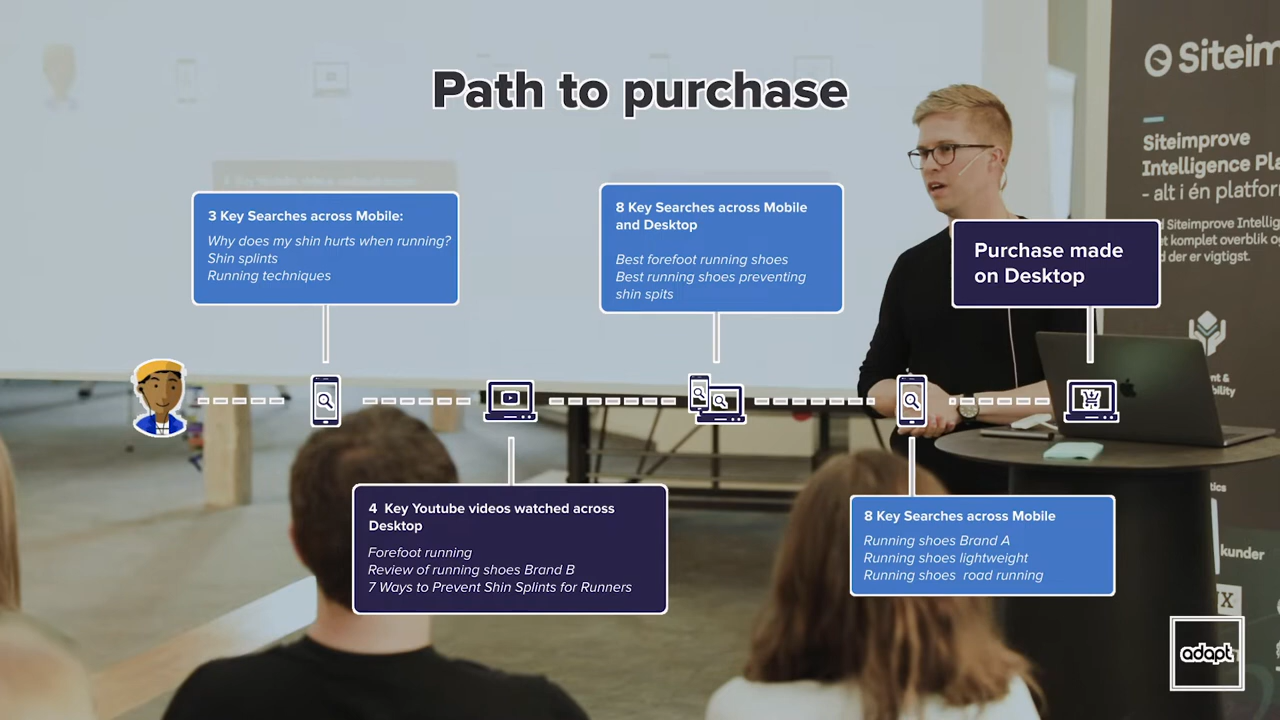 Path to purchase
3 Key Searches across Mobile:
Why does my shin hurts when running?
Shin splints
Running techniques
8 Key Searches across Mobile
and Desktop
Best forefoot running shoes
Best running shoes preventing
shin spits
Purchase made
on Desktop
4 Key Youtube videos watched across
Desktop
Forefoot running
Review of running shoes Brand B
7 Ways to Prevent Shin Splints for Runners
8 Key Searches across Mobile
Running shoes Brand A
Running shoes lightweight
Running shoes road running
Siteim
Siteimprove
Intelligence Pla
- alt i én platfor
Siteimprove Intellig
komplet overblik o
der er vigtigst.
kunder
adapt